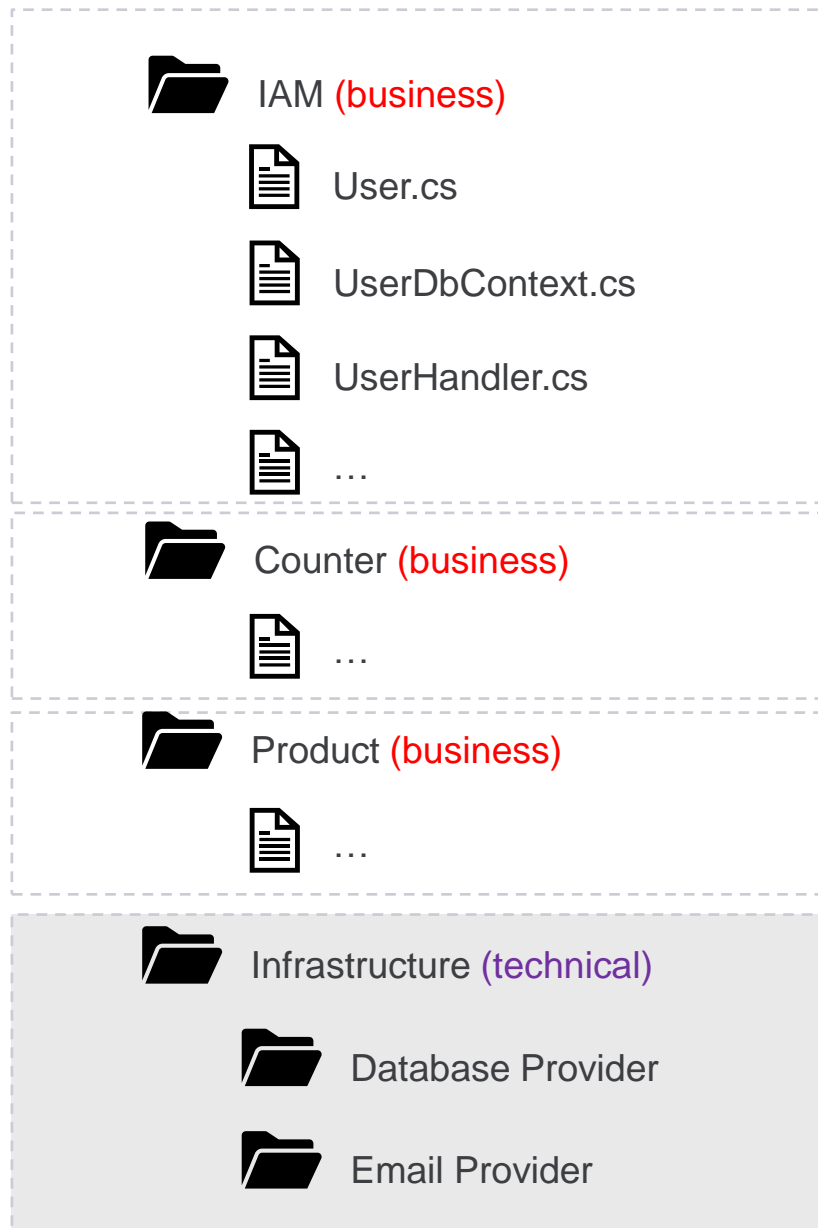 IAM (business)
User.cs
UserDbContext.cs
UserHandler.cs
…
Counter (business)
…
Product (business)
…
Infrastructure (technical)
Database Provider
Email Provider